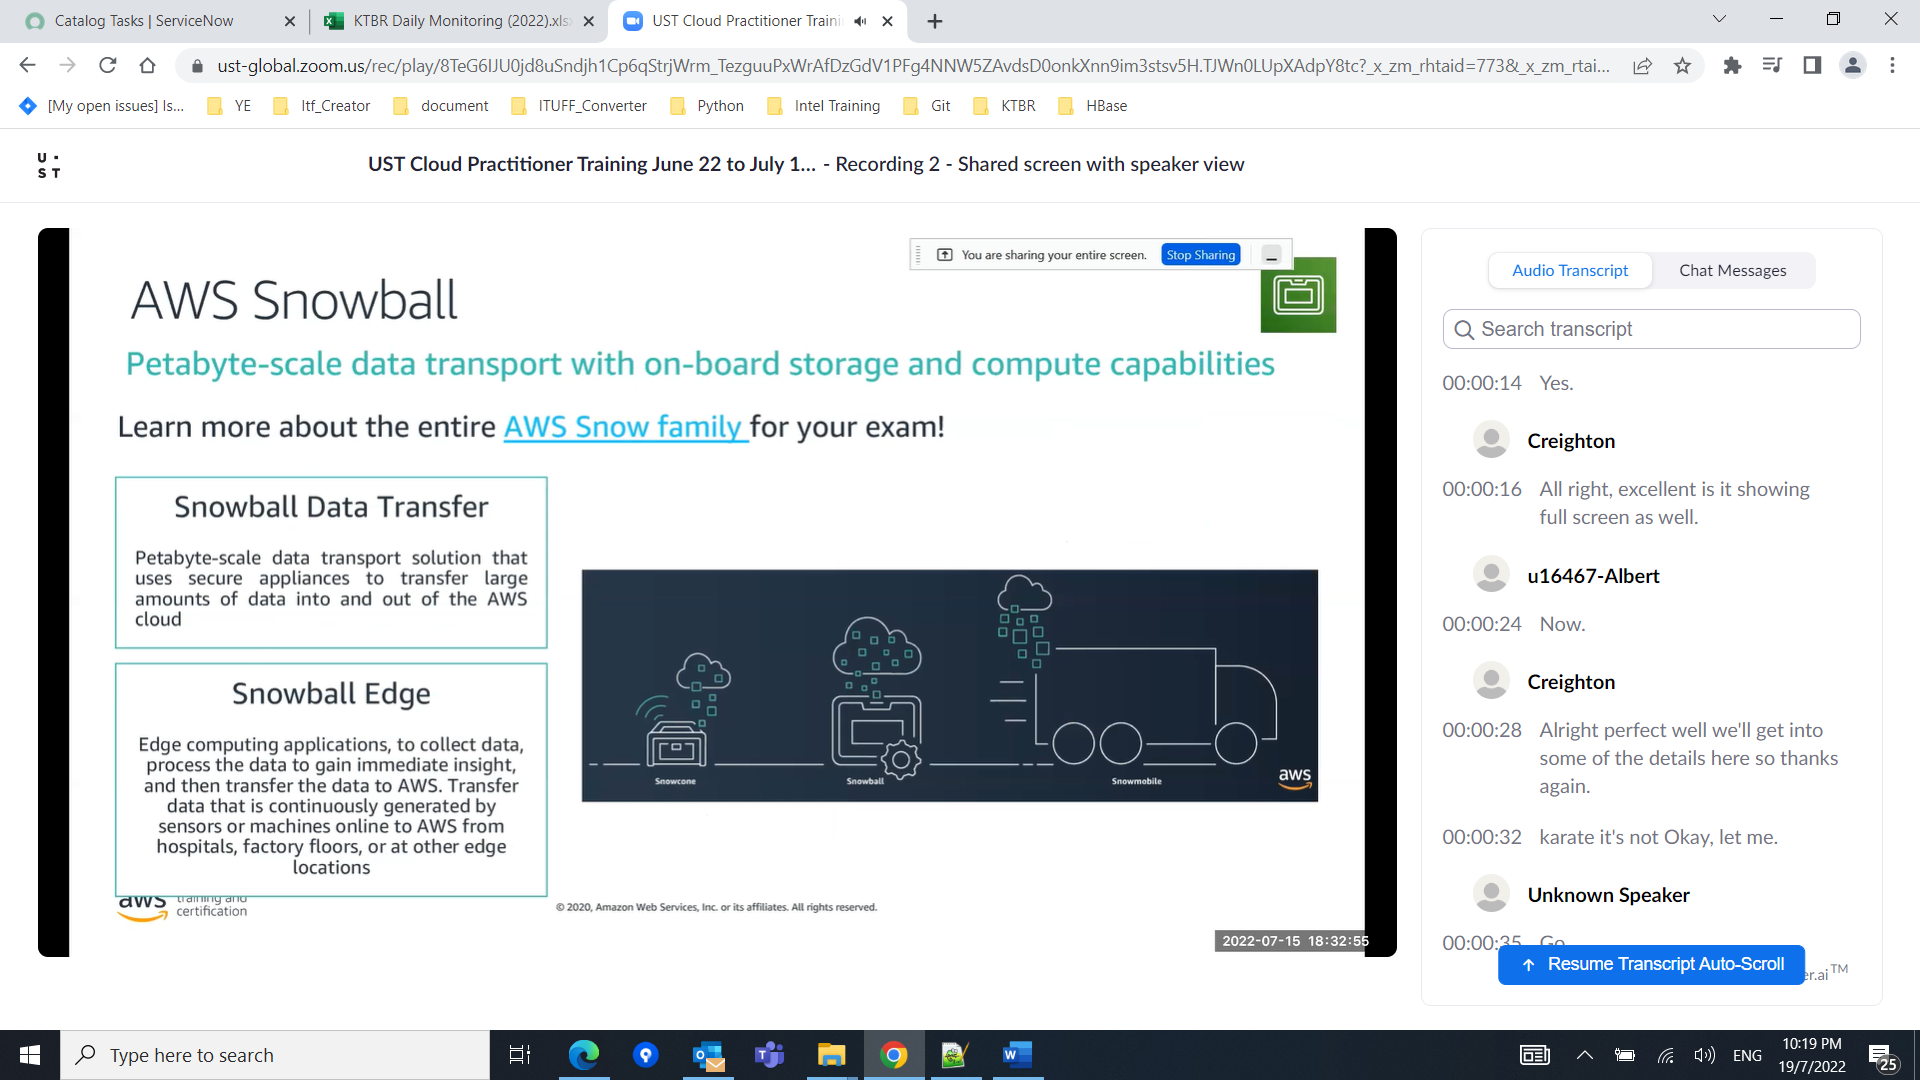 Catalog Tasks | ServiceNow
KTBR Daily Monitoring (2022).xls
UST Cloud Practitioner Traini
ust-global.zoom.us/rec/play/8TeG6IJU0jd8uSndjh1Cp6qStrjWrm_TezguuPxWrAfDzGdV1PFg4NNW5ZAvdsD0onkXnn9im3stsv5H.TJWn0LUpXAdpY8tc?_x_zm_rhtaid=773&_x_zm_rtai...
[My open issues] Is...
YE
Itf_Creator
document
ITUFF_Converter
Python
Intel Training
Git
KTBR
HBase
U·
ST
UST Cloud Practitioner Training June 22 to July 1... - Recording 2 - Shared screen with speaker view
You are sharing your entire screen. Stop Sharing
AWS Snowball
Petabyte-scale data transport with on-board storage and compute capabilities
Learn more about the entire AWS Snow family for your exam!
Snowball Data Transfer
Petabyte-scale data transport solution that
uses secure appliances to transfer large
amounts of data into and out of the AWS
cloud
Snowball Edge
Edge computing applications, to collect data,
process the data to gain immediate insight,
and then transfer the data to AWS. Transfer
data that is continuously generated by
sensors or machines online to AWS from
hospitals, factory floors, or at other edge
locations
Snowcone
Snowball
Snowmobile
aws
aws training and
certification
© 2020, Amazon Web Services, Inc. or its affiliates. All rights reserved.
2022-07-15 18:32:55
Audio Transcript
Chat Messages
Search transcript
00:00:14 Yes.
Creighton
00:00:16 All right, excellent is it showing
full screen as well.
u16467-Albert
00:00:24 Now.
Creighton
00:00:28 Alright perfect well we'll get into
some of the details here so thanks
again.
00:00:32 karate it's not Okay, let me.
Unknown Speaker
00:00:35 Go
Resume Transcript Auto-Scroll
er.ai™
Type here to search
ENG
10:19 PM
19/7/2022
25